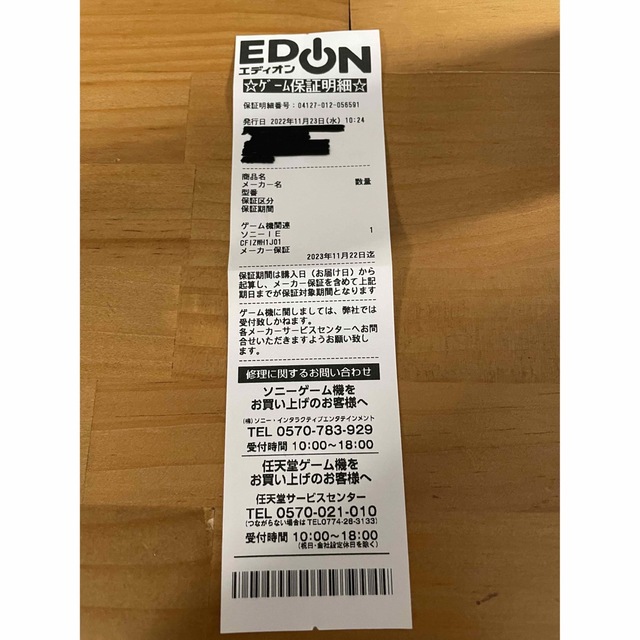 EDION
エディオン
☆ゲーム保証明細☆
保証明細番号：04127-012-056591
発行日 2022年11月23日(水) 10:24
商品名
メーカー名 数量
型番
保証区分
保証期間
ゲーム機関連
ソニーＩＥ 1
CFIZWH1J01
メーカー保証
2023年11月22日迄
保証期間は購入日（お届け日）から
起算し、メーカー保証を含めて上記
期日までが保証対象期間となります
ゲーム機に関しましては、弊社では
受付致しかねます。
各メーカーサービスセンターへお問
合せいただきますようお願い致しま
す。
修理に関するお問い合わせ
ソニーゲーム機を
お買い上げのお客様へ
(株)ソニー・インタラクティブエンタテインメント
TEL 0570-783-929
受付時間 10:00～18:00
任天堂ゲーム機を
お買い上げのお客様へ
任天堂サービスセンター
TEL 0570-021-010
(つながらない場合は TEL0774-28-3133)
受付時間 10:00～18:00
(祝日・会社設定休日を除く)